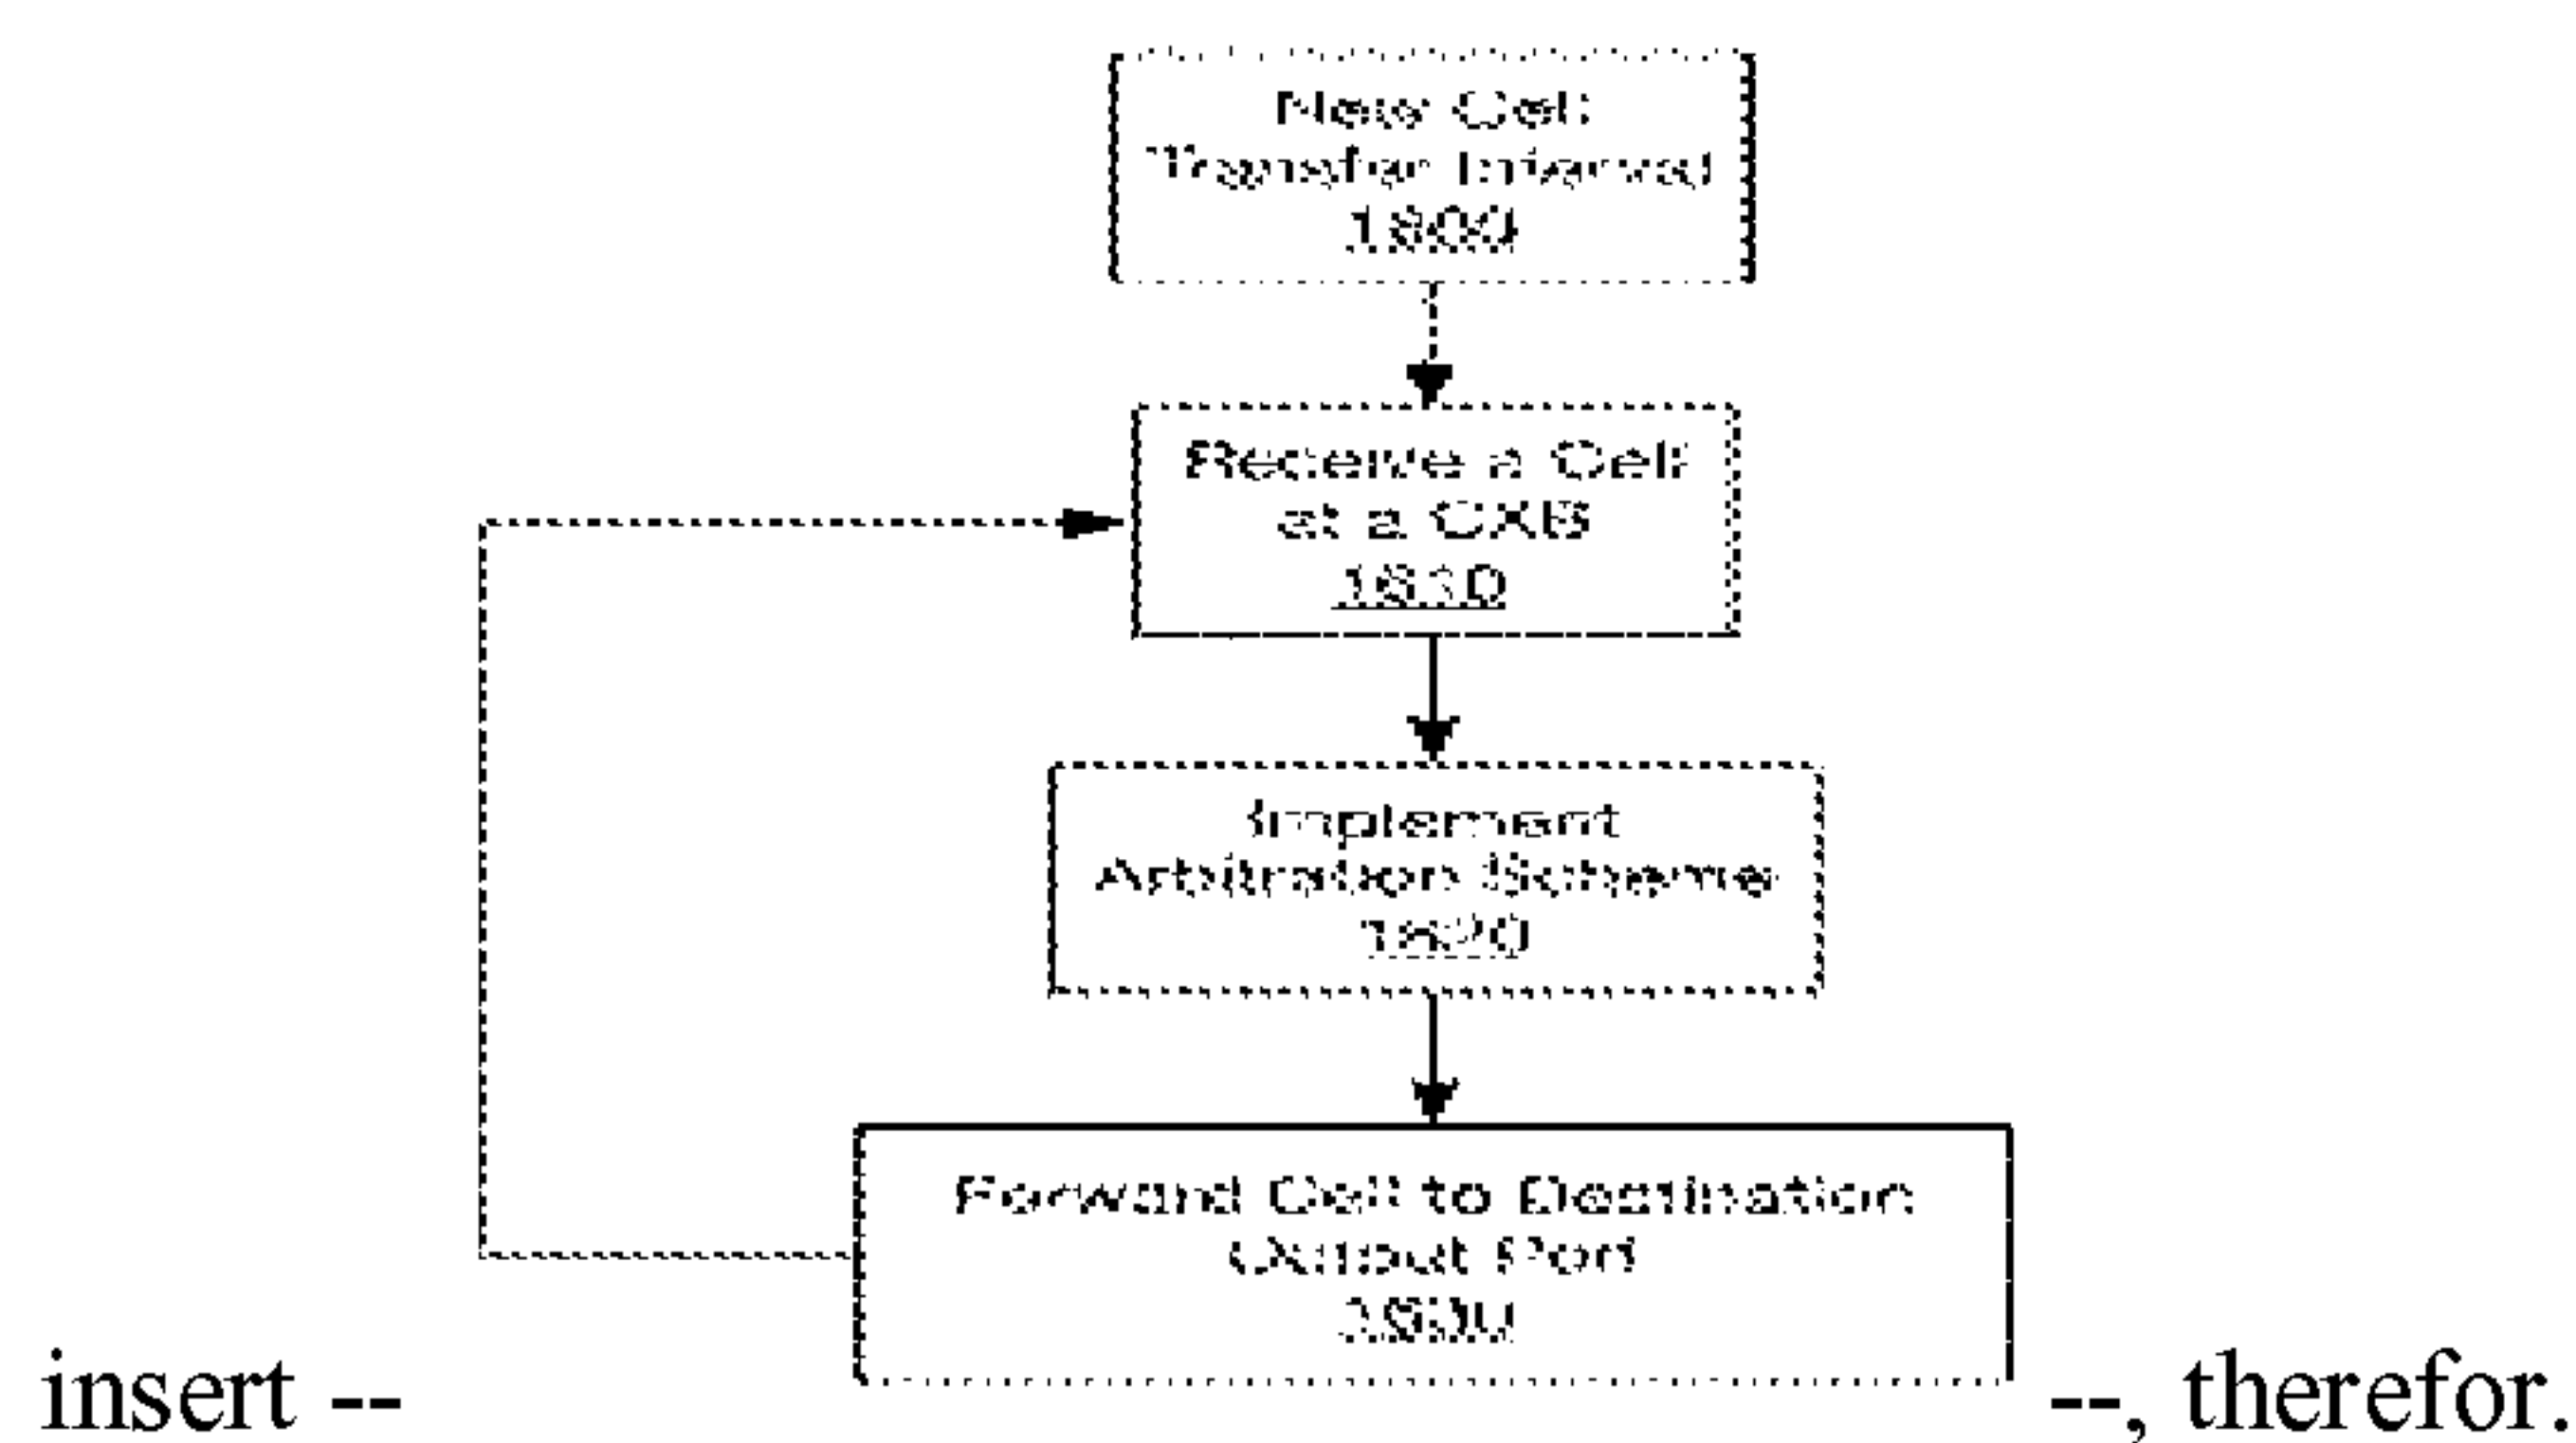 New Cell
Transfer Interval
1800
Receive a Cell
at a CXB
1810
Implement
Arbitration Scheme
1820
Forward Cell to Destination
Output Port
1830
insert -- --, therefor.